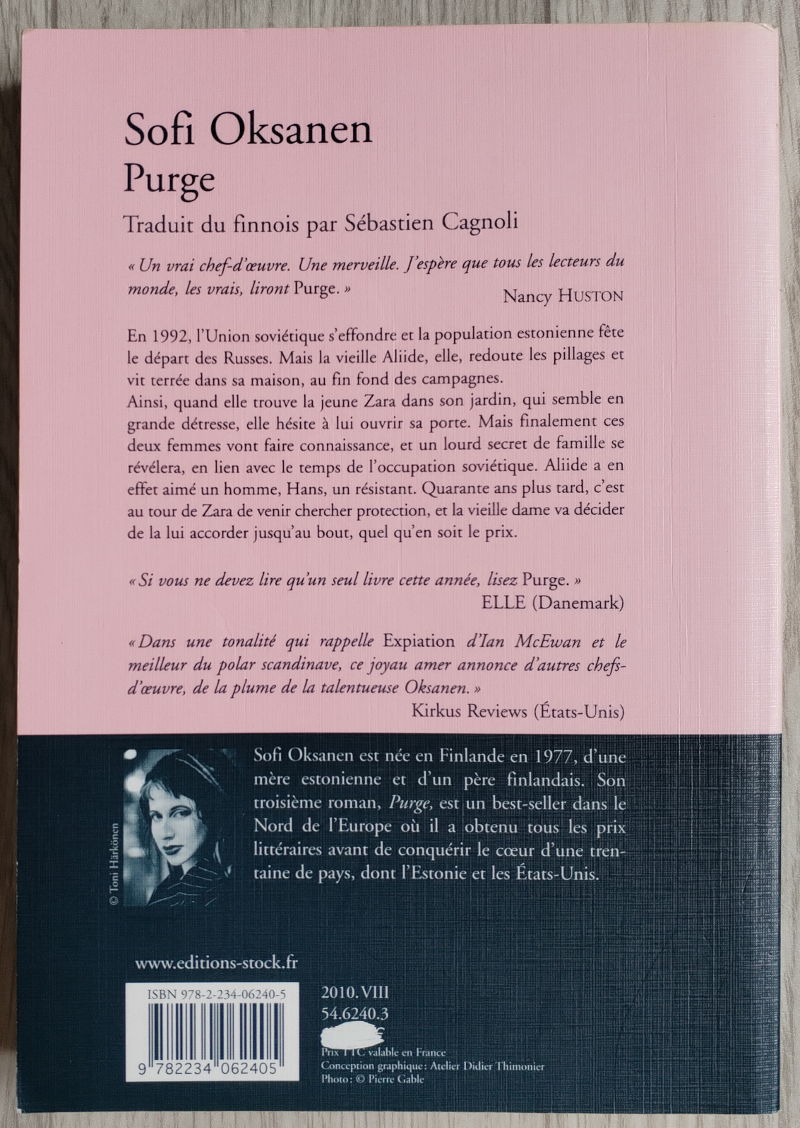 Sofi Oksanen
Purge
Traduit du finnois par Sébastien Cagnoli
« Un vrai chef-d'œuvre. Une merveille. J'espère que tous les lecteurs du
monde, les vrais, liront Purge. »
Nancy HUSTON
En 1992, l'Union soviétique s'effondre et la population estonienne fête
le départ des Russes. Mais la vieille Aliide, elle, redoute les pillages et
vit terrée dans sa maison, au fin fond des campagnes.
Ainsi, quand elle trouve la jeune Zara dans son jardin, qui semble en
grande détresse, elle hésite à lui ouvrir sa porte. Mais finalement ces
deux femmes vont faire connaissance, et un lourd secret de famille se
révélera, en lien avec le temps de l'occupation soviétique. Aliide a en
effet aimé un homme, Hans, un résistant. Quarante ans plus tard, c'est
au tour de Zara de venir chercher protection, et la vieille dame va décider
de la lui accorder jusqu'au bout, quel qu'en soit le prix.
« Si vous ne devez lire qu'un seul livre cette année, lisez Purge. »
ELLE (Danemark)
« Dans une tonalité qui rappelle Expiation d'Ian McEwan et le
meilleur du polar scandinave, ce joyau amer annonce d'autres chefs-
d'œuvre, de la plume de la talentueuse Oksanen. »
Kirkus Reviews (États-Unis)
Sofi Oksanen est née en Finlande en 1977, d'une
mère estonienne et d'un père finlandais. Son
troisième roman, Purge, est un best-seller dans le
Nord de l'Europe où il a obtenu tous les prix
littéraires avant de conquérir le cœur d'une tren-
taine de pays, dont l'Estonie et les États-Unis.
© Toni Härkönen
www.editions-stock.fr
ISBN 978-2-234-06240-5
9 782234 062405
2010.VIII
54.6240.3
€
Prix TTC valable en France
Conception graphique : Atelier Didier Thimonier
Photo : © Pierre Gable